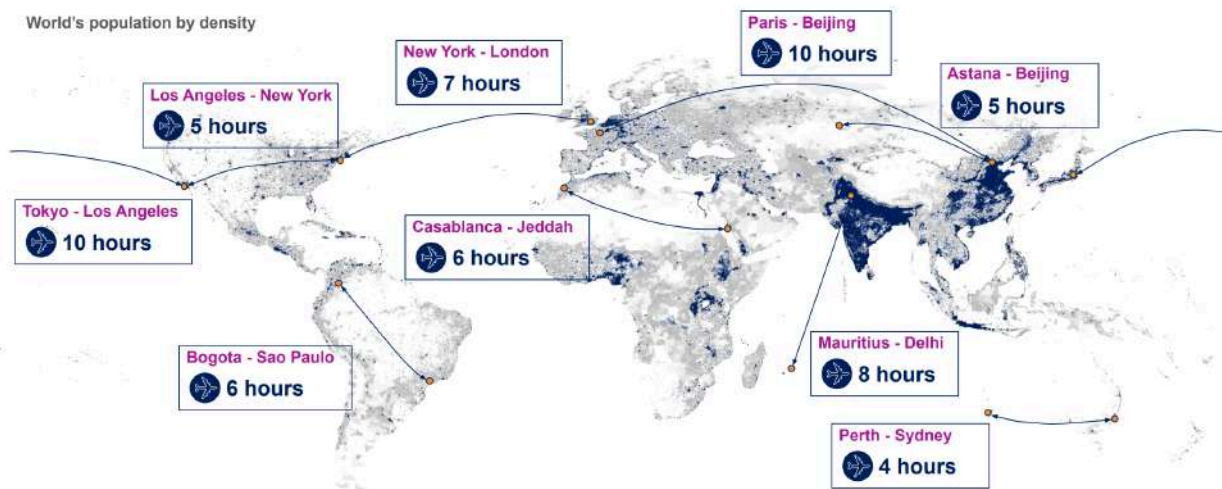 World's population by density
Paris - Beijing
10 hours
New York - London
7 hours
Astana - Beijing
5 hours
Los Angeles - New York
5 hours
Tokyo - Los Angeles
10 hours
Casablanca - Jeddah
6 hours
Bogota - Sao Paulo
6 hours
Mauritius - Delhi
8 hours
Perth - Sydney
4 hours